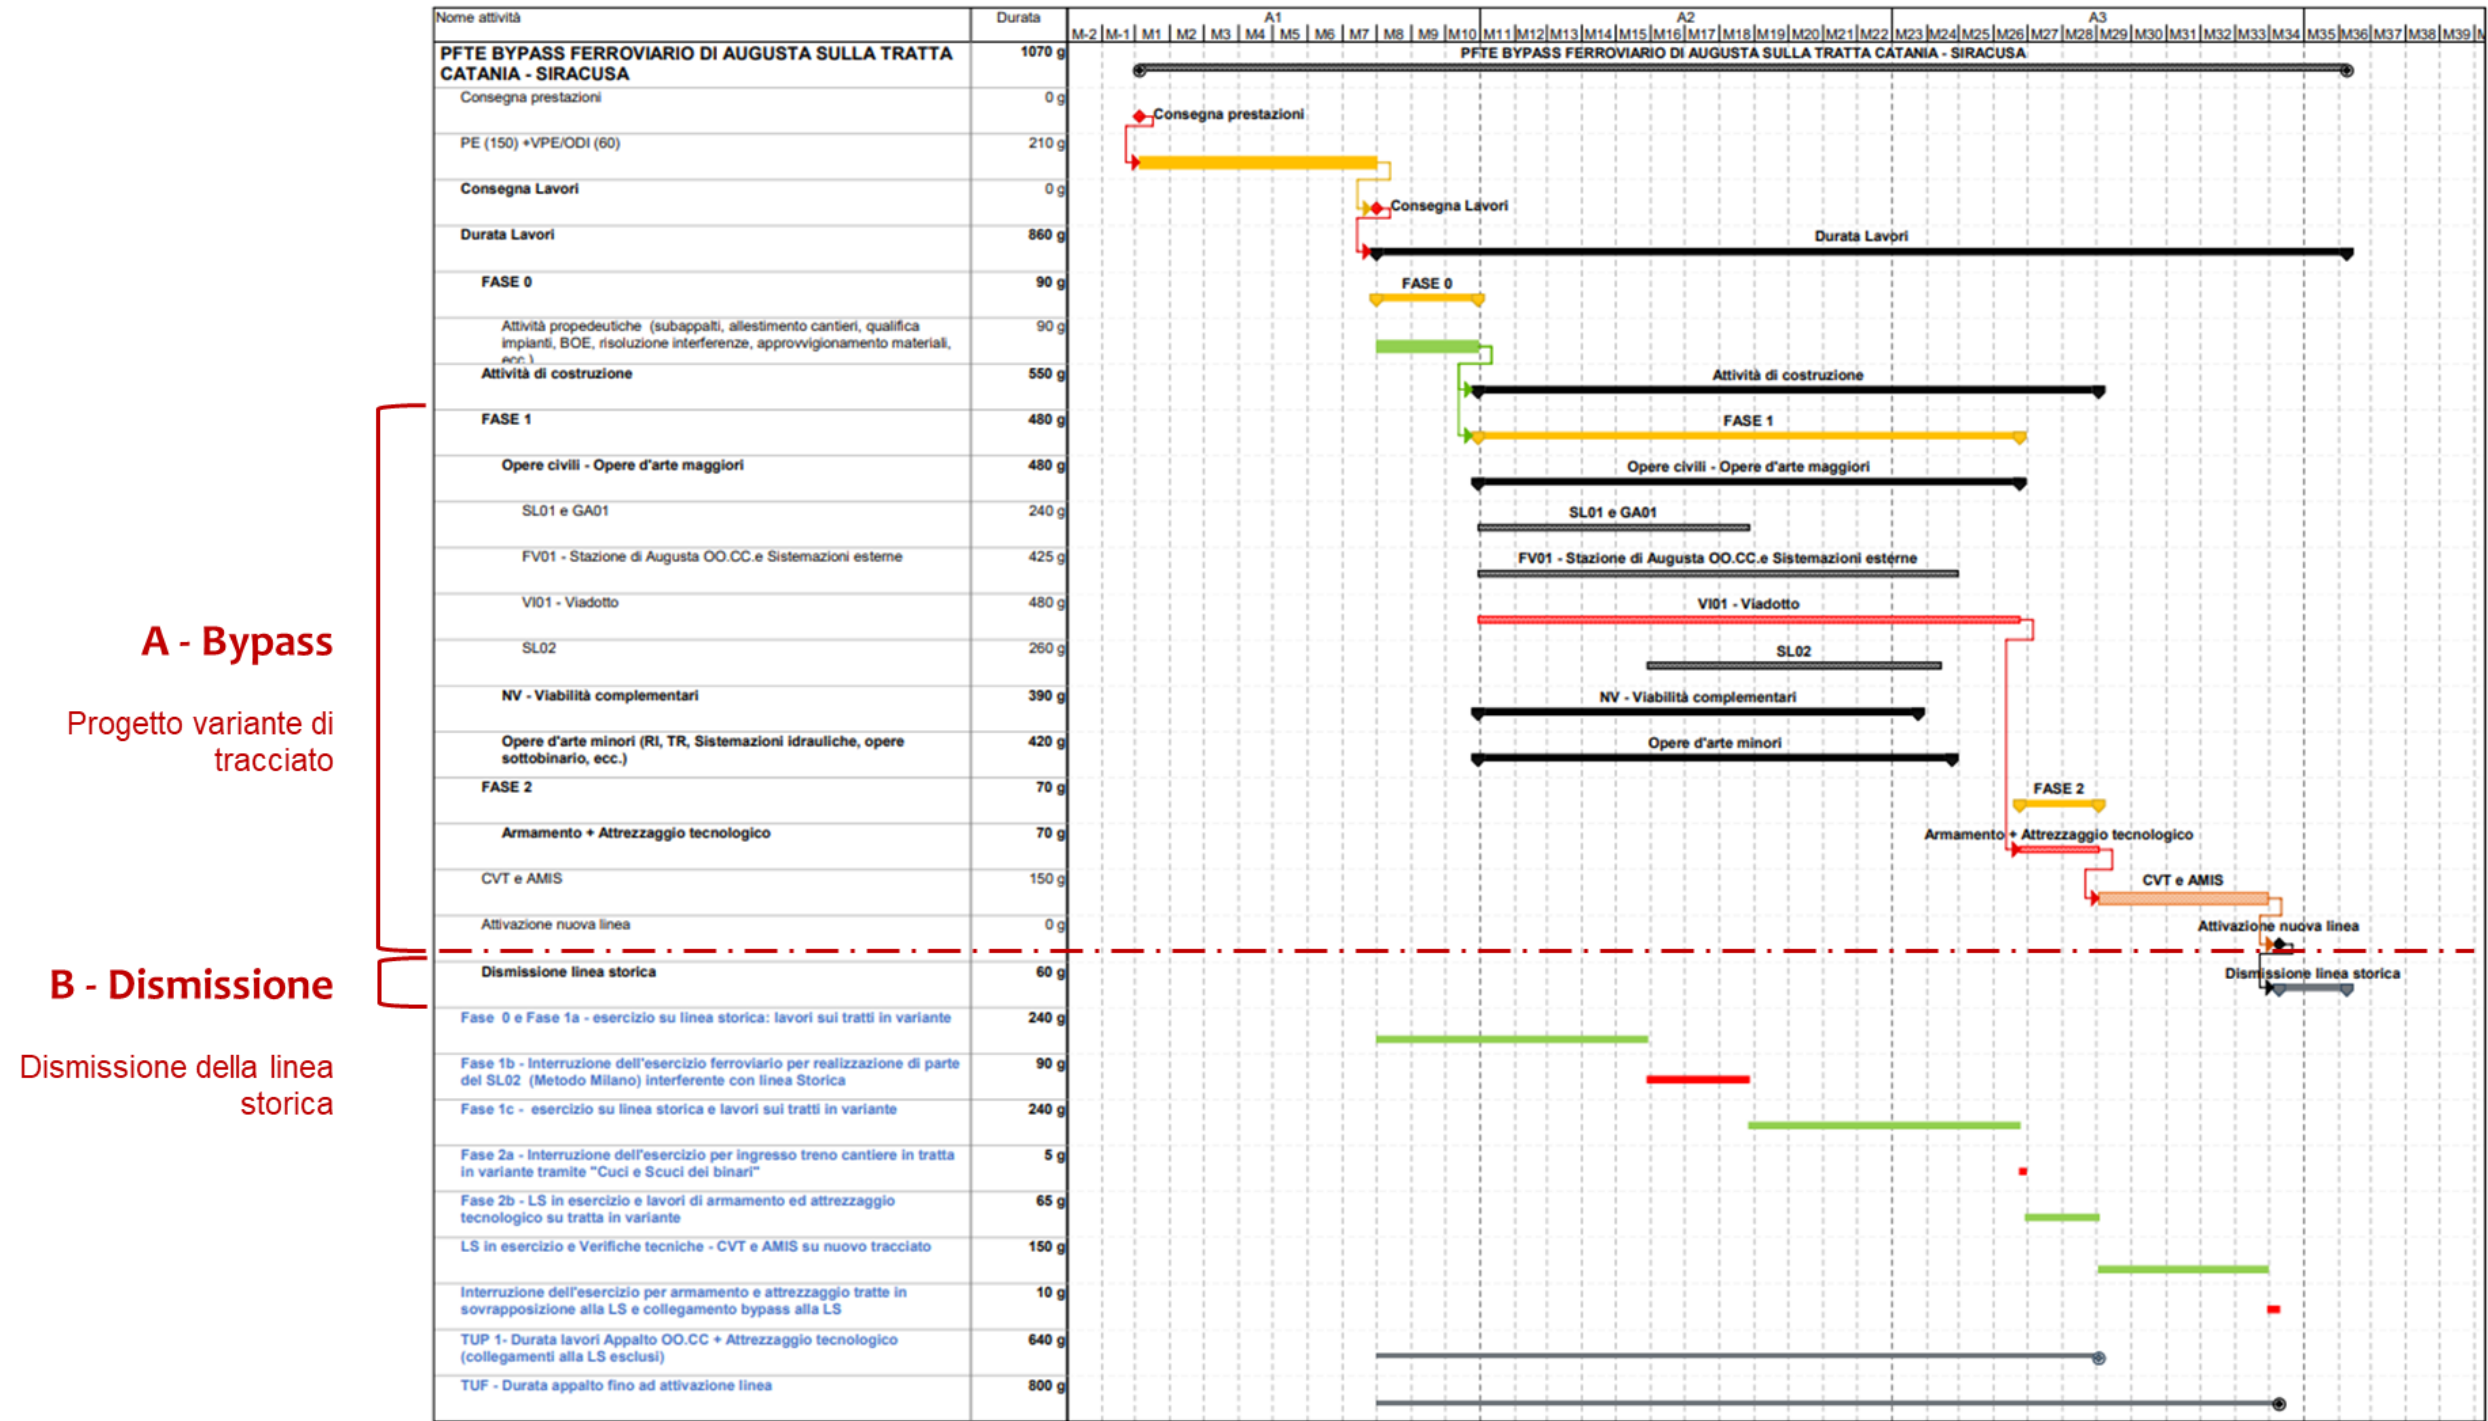 Nome attività Durata A1 A2 A3
M-2 M-1 M1 M2 M3 M4 M5 M6 M7 M8 M9 M10 M11 M12 M13 M14 M15 M16 M17 M18 M19 M20 M21 M22 M23 M24 M25 M26 M27 M28 M29 M30 M31 M32 M33 M34 M35 M36 M37 M38 M39
PFTE BYPASS FERROVIARIO DI AUGUSTA SULLA TRATTA 1070 g PFTE BYPASS FERROVIARIO DI AUGUSTA SULLA TRATTA CATANIA - SIRACUSA
CATANIA - SIRACUSA
Consegna prestazioni 0 g
Consegna prestazioni
PE (150) +VPE/ODI (60) 210 g
Consegna Lavori 0 g
Consegna Lavori
Durata Lavori 860 g Durata Lavori
FASE 0 90 g FASE 0
Attività propedeutiche (subappalti, allestimento cantieri, qualifica 90 g
impianti, BOE, risoluzione interferenze, approvvigionamento materiali,
ecc.)
Attività di costruzione 550 g Attività di costruzione
FASE 1 480 g FASE 1
Opere civili - Opere d'arte maggiori 480 g Opere civili - Opere d'arte maggiori
SL01 e GA01 240 g SL01 e GA01
FV01 - Stazione di Augusta OO.CC.e Sistemazioni esterne 425 g FV01 - Stazione di Augusta OO.CC.e Sistemazioni esterne
VI01 - Viadotto 480 g VI01 - Viadotto
A - Bypass
SL02 260 g SL02
NV - Viabilità complementari 390 g NV - Viabilità complementari
Progetto variante di
tracciato
Opere d'arte minori (RI, TR, Sistemazioni idrauliche, opere 420 g Opere d'arte minori
sottobinario, ecc.)
FASE 2 70 g FASE 2
Armamento + Attrezzaggio tecnologico 70 g Armamento + Attrezzaggio tecnologico
CVT e AMIS 150 g CVT e AMIS
Attivazione nuova linea 0 g Attivazione nuova linea
B - Dismissione
Dismissione linea storica 60 g Dismissione linea storica
Dismissione della linea
storica
Fase 0 e Fase 1a - esercizio su linea storica: lavori sui tratti in variante 240 g
Fase 1b - Interruzione dell'esercizio ferroviario per realizzazione di parte 90 g
del SL02 (Metodo Milano) interferente con linea Storica
Fase 1c - esercizio su linea storica e lavori sui tratti in variante 240 g
Fase 2a - Interruzione dell'esercizio per ingresso treno cantiere in tratta 5 g
in variante tramite "Cuci e Scuci dei binari"
Fase 2b - LS in esercizio e lavori di armamento ed attrezzaggio 65 g
tecnologico su tratta in variante
LS in esercizio e Verifiche tecniche - CVT e AMIS su nuovo tracciato 150 g
Interruzione dell'esercizio per armamento e attrezzaggio tratte in 10 g
sovrapposizione alla LS e collegamento bypass alla LS
TUP 1- Durata lavori Appalto OO.CC + Attrezzaggio tecnologico 640 g
(collegamenti alla LS esclusi)
TUF - Durata appalto fino ad attivazione linea 800 g